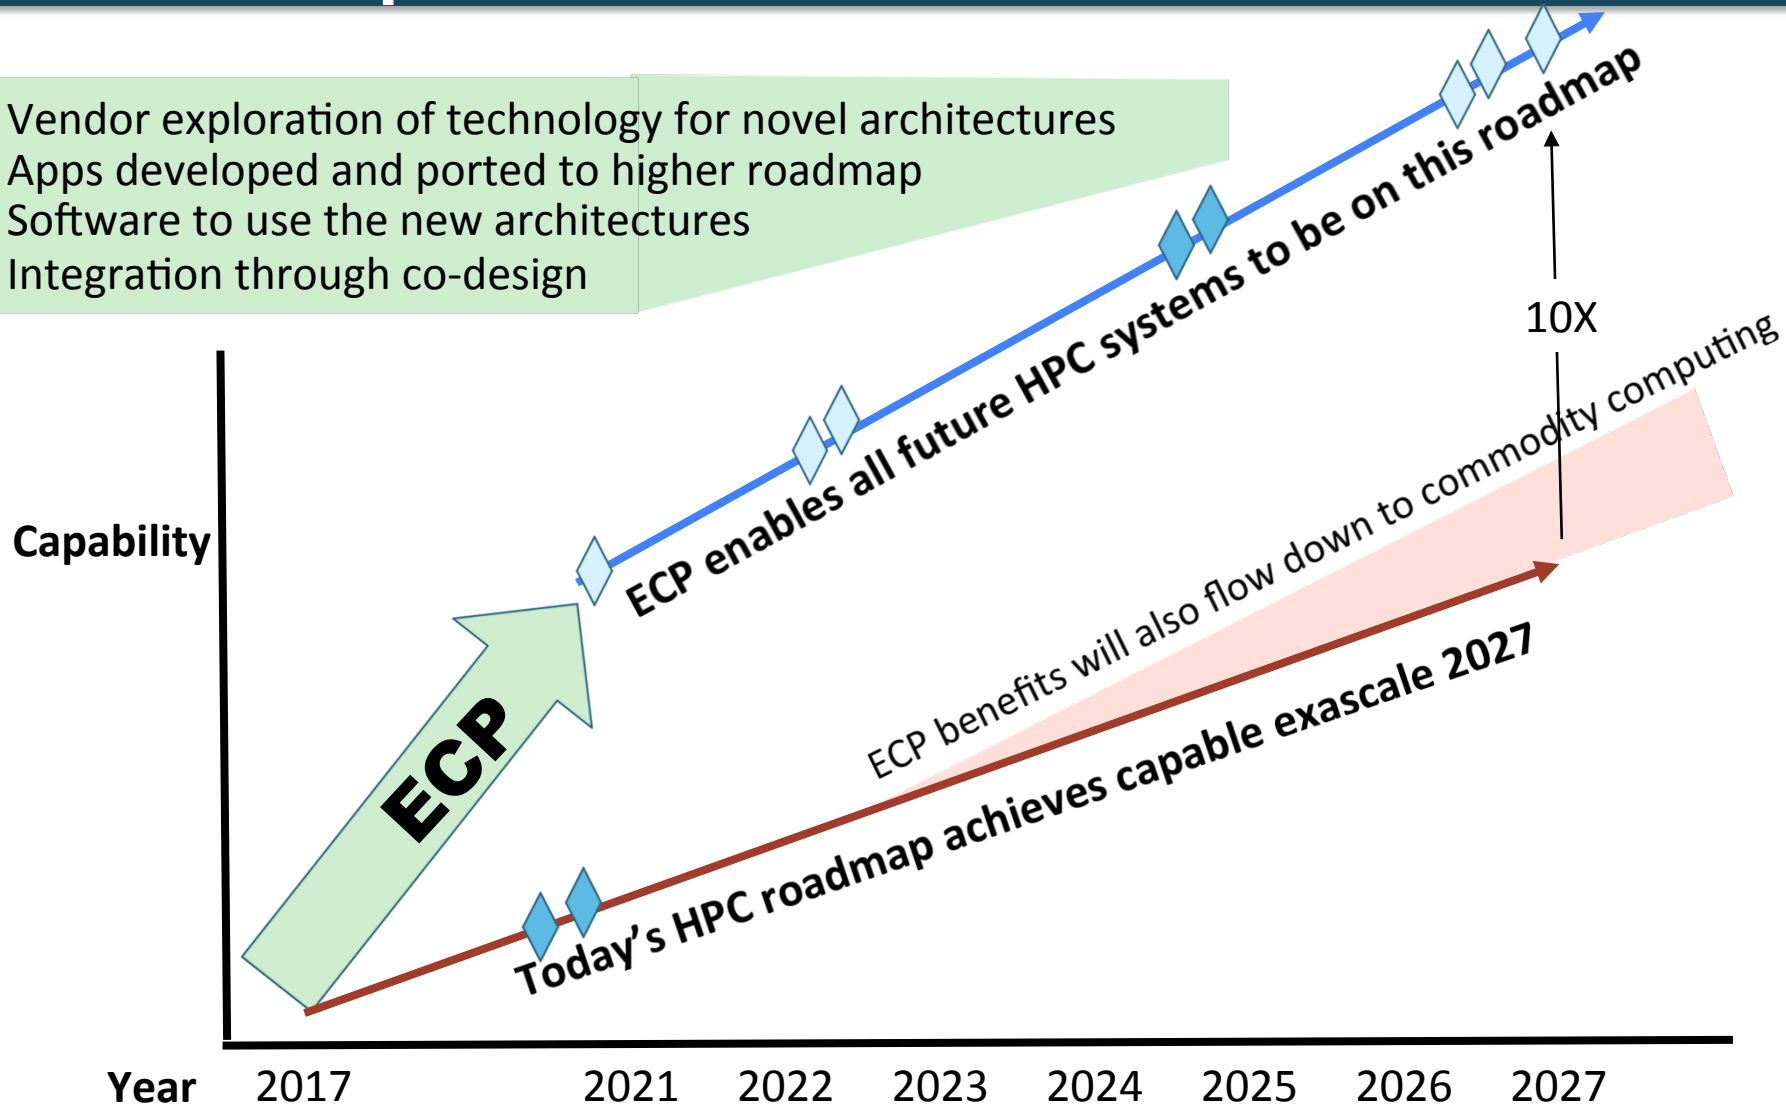 Vendor exploration of technology for novel architectures
Apps developed and ported to higher roadmap
Software to use the new architectures
Integration through co-design
ECP enables all future HPC systems to be on this roadmap
10X
ECP benefits will also flow down to commodity computing
Capability
ECP
Today's HPC roadmap achieves capable exascale 2027
Year 2017 2021 2022 2023 2024 2025 2026 2027